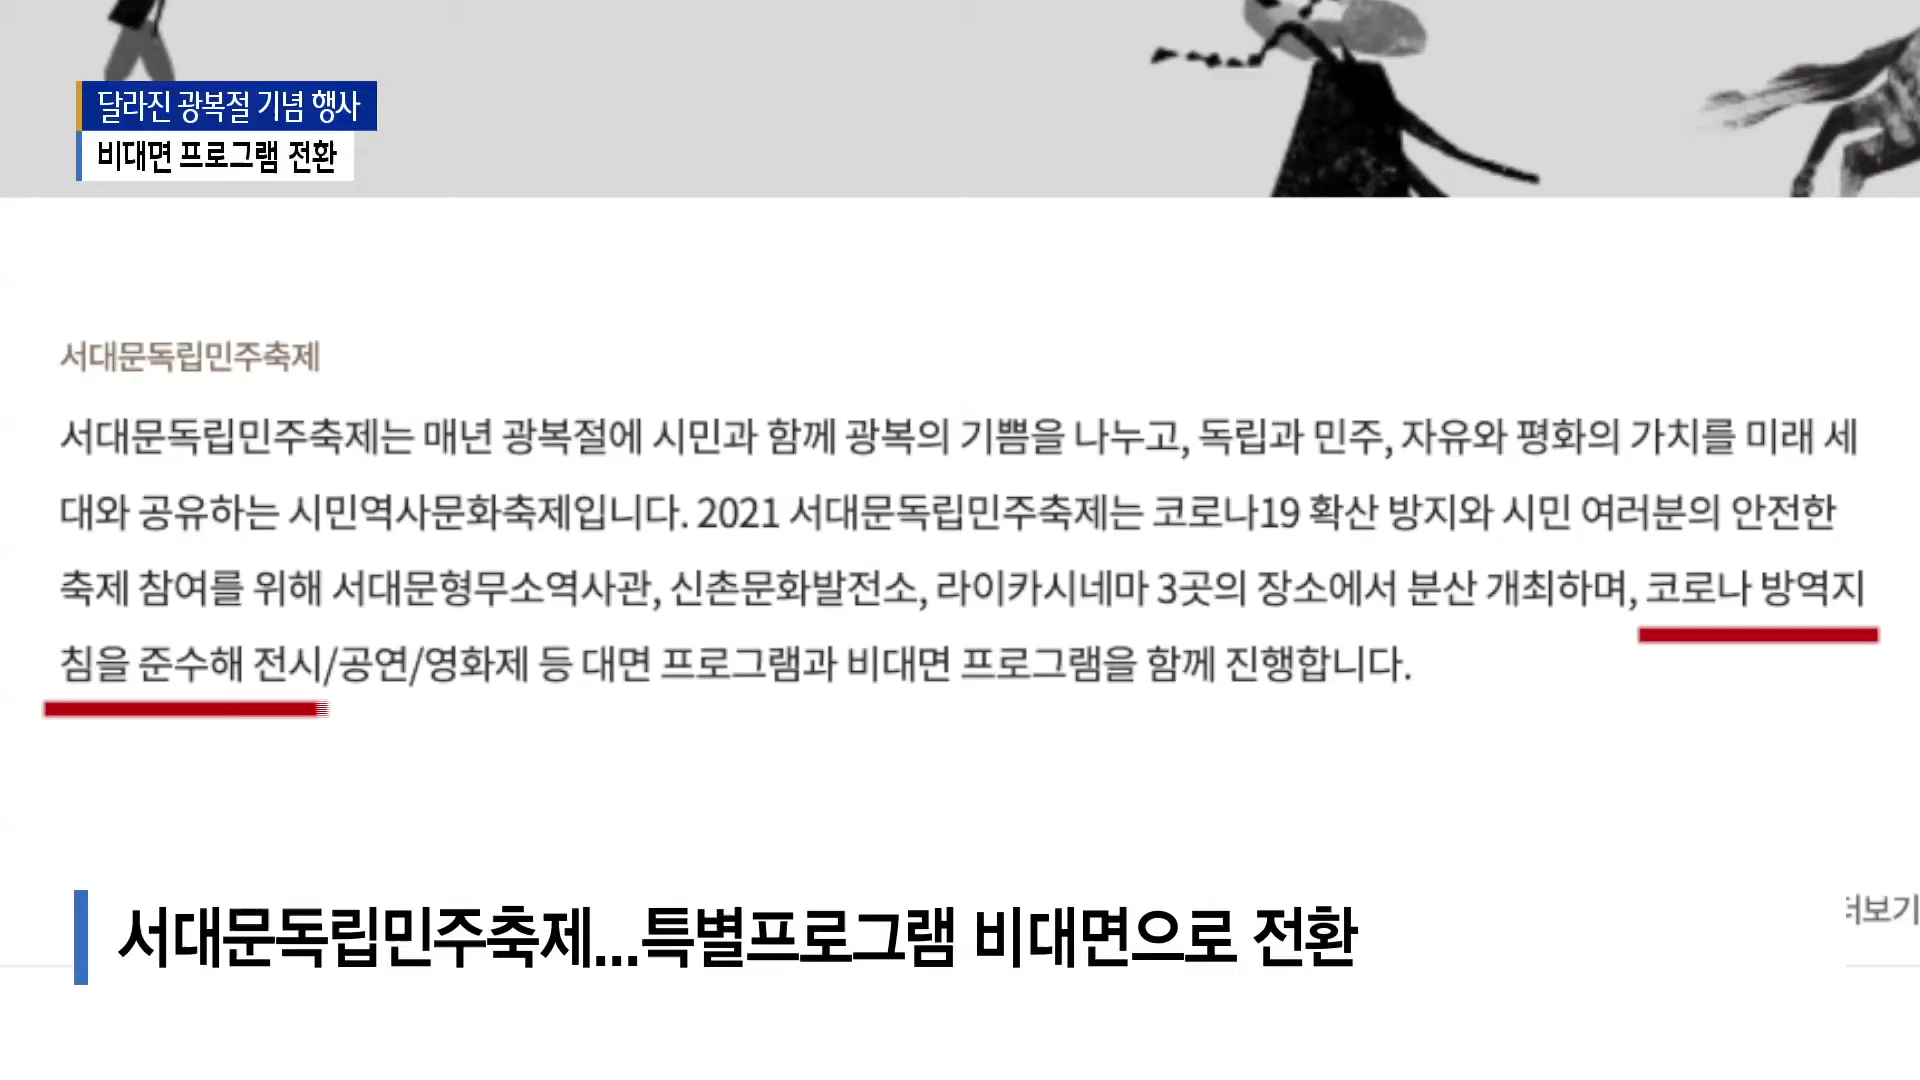 달라진 광복절 기념 행사
비대면 프로그램 전환
서대문독립민주축제
서대문독립민주축제는 매년 광복절에 시민과 함께 광복의 기쁨을 나누고, 독립과 민주, 자유와 평화의 가치를 미래 세
대와 공유하는 시민역사문화축제입니다. 2021 서대문독립민주축제는 코로나19 확산 방지와 시민 여러분의 안전한
축제 참여를 위해 서대문형무소역사관, 신촌문화발전소, 라이카시네마 3곳의 장소에서 분산 개최하며, 코로나 방역지
침을 준수해 전시/공연/영화제 등 대면 프로그램과 비대면 프로그램을 함께 진행합니다.
서대문독립민주축제...특별프로그램 비대면으로 전환
더보기